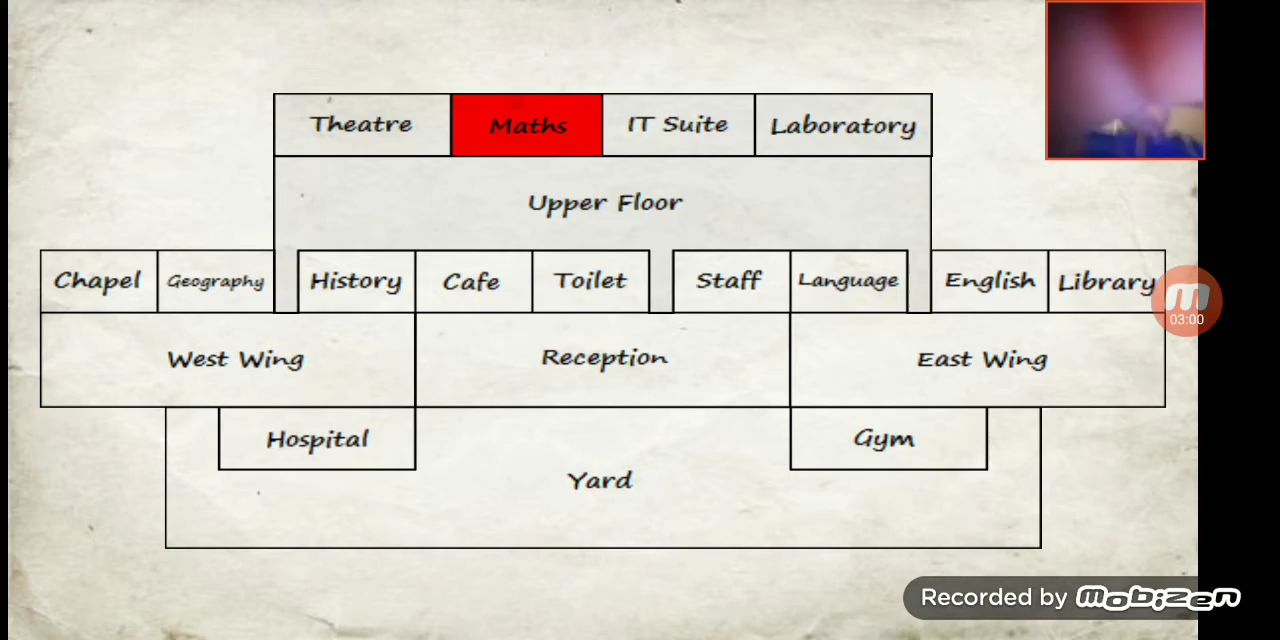 Theatre Maths IT Suite Laboratory
Upper Floor
Chapel Geography History Cafe Toilet Staff Language English Library
03:00
West Wing Reception East Wing
Hospital Gym
Yard
Recorded by Mobizen